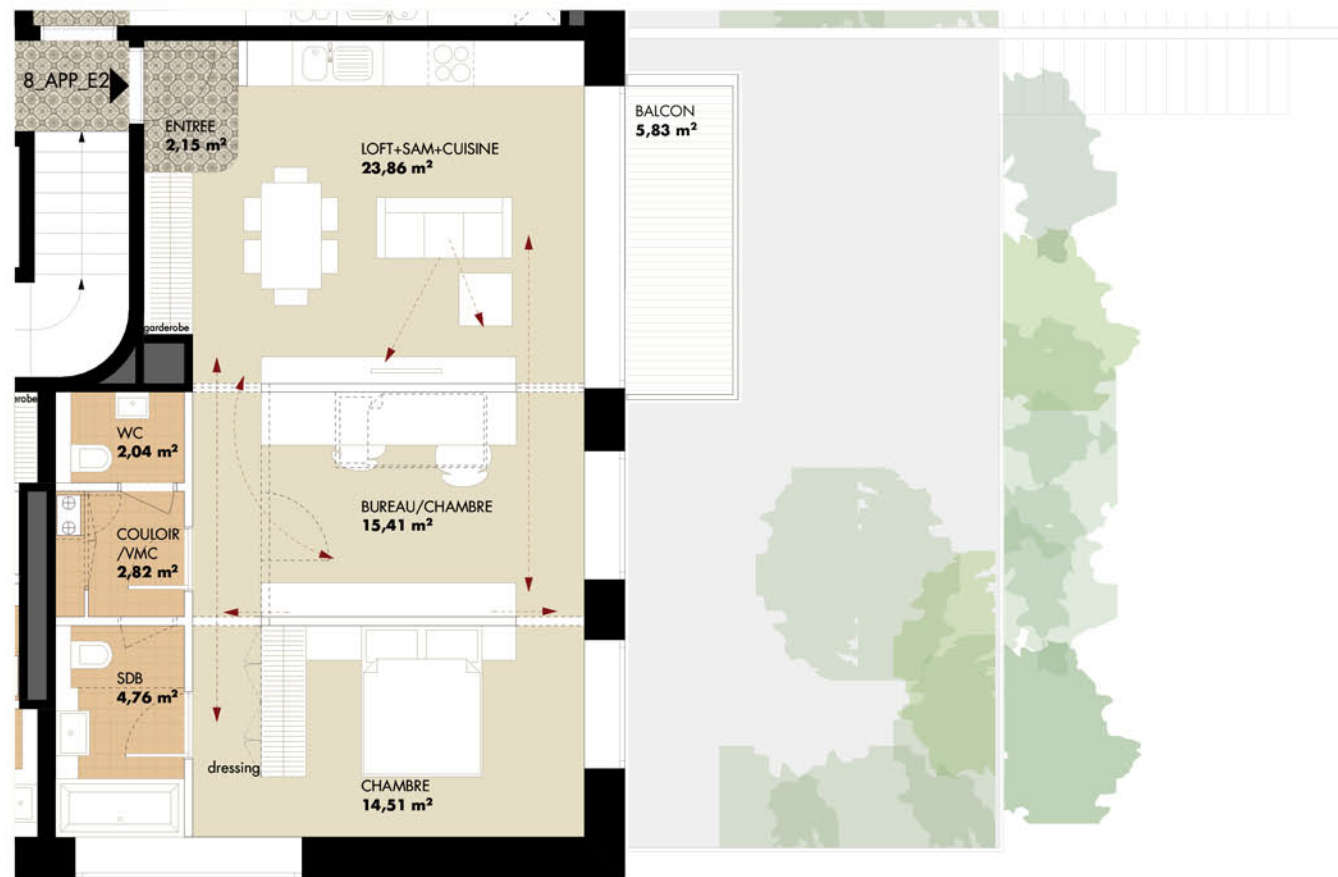 8_APP_E2
ENTREE
2,15 m²
LOFT+SAM+CUISINE
23,86 m²
BALCON
5,83 m²
garderobe
erobe
WC
2,04 m²
COULOIR
/VMC
2,82 m²
BUREAU/CHAMBRE
15,41 m²
SDB
4,76 m²
dressing
CHAMBRE
14,51 m²